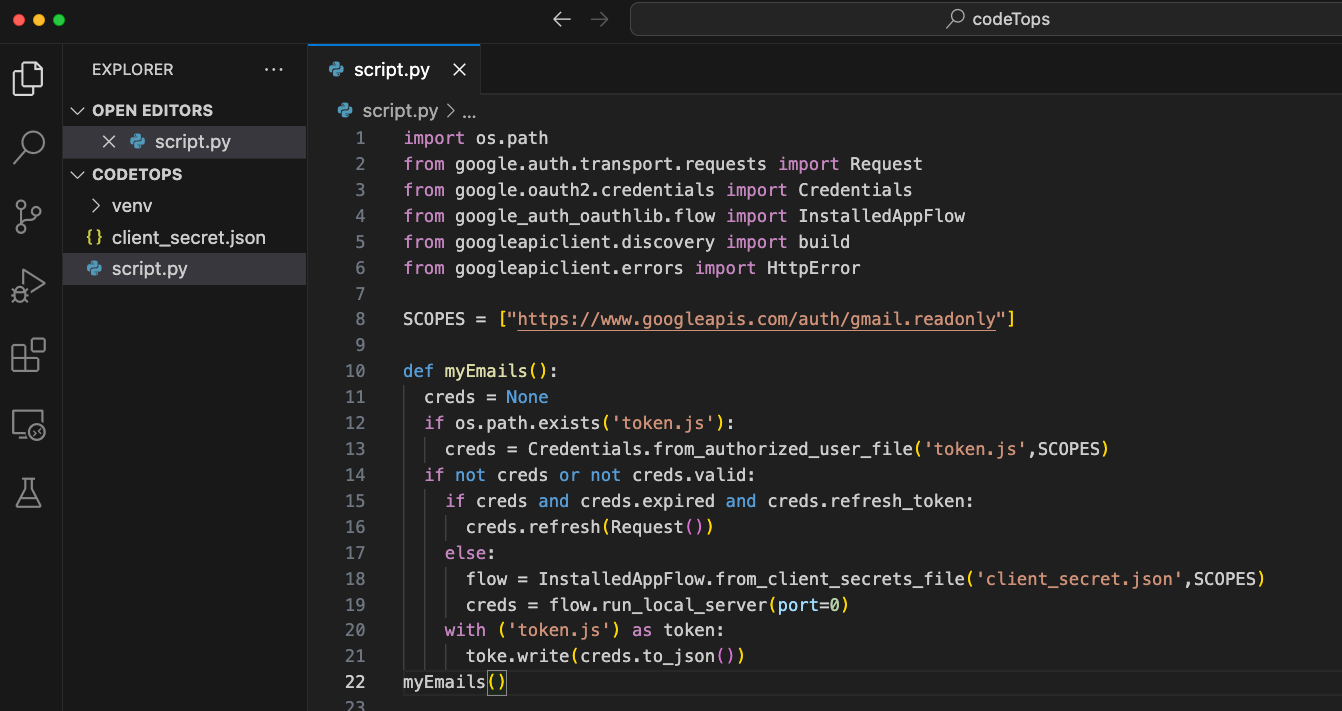 codeTops
EXPLORER ...
script.py
OPEN EDITORS
script.py
CODETOPS
venv
{} client_secret.json
script.py
script.py > ...
1 import os.path
2 from google.auth.transport.requests import Request
3 from google.oauth2.credentials import Credentials
4 from google_auth_oauthlib.flow import InstalledAppFlow
5 from googleapiclient.discovery import build
6 from googleapiclient.errors import HttpError
7
8 SCOPES = ["https://www.googleapis.com/auth/gmail.readonly"]
9
10 def myEmails():
11 creds = None
12 if os.path.exists('token.js'):
13 creds = Credentials.from_authorized_user_file('token.js',SCOPES)
14 if not creds or not creds.valid:
15 if creds and creds.expired and creds.refresh_token:
16 creds.refresh(Request())
17 else:
18 flow = InstalledAppFlow.from_client_secrets_file('client_secret.json',SCOPES)
19 creds = flow.run_local_server(port=0)
20 with ('token.js') as token:
21 toke.write(creds.to_json())
22 myEmails()
23